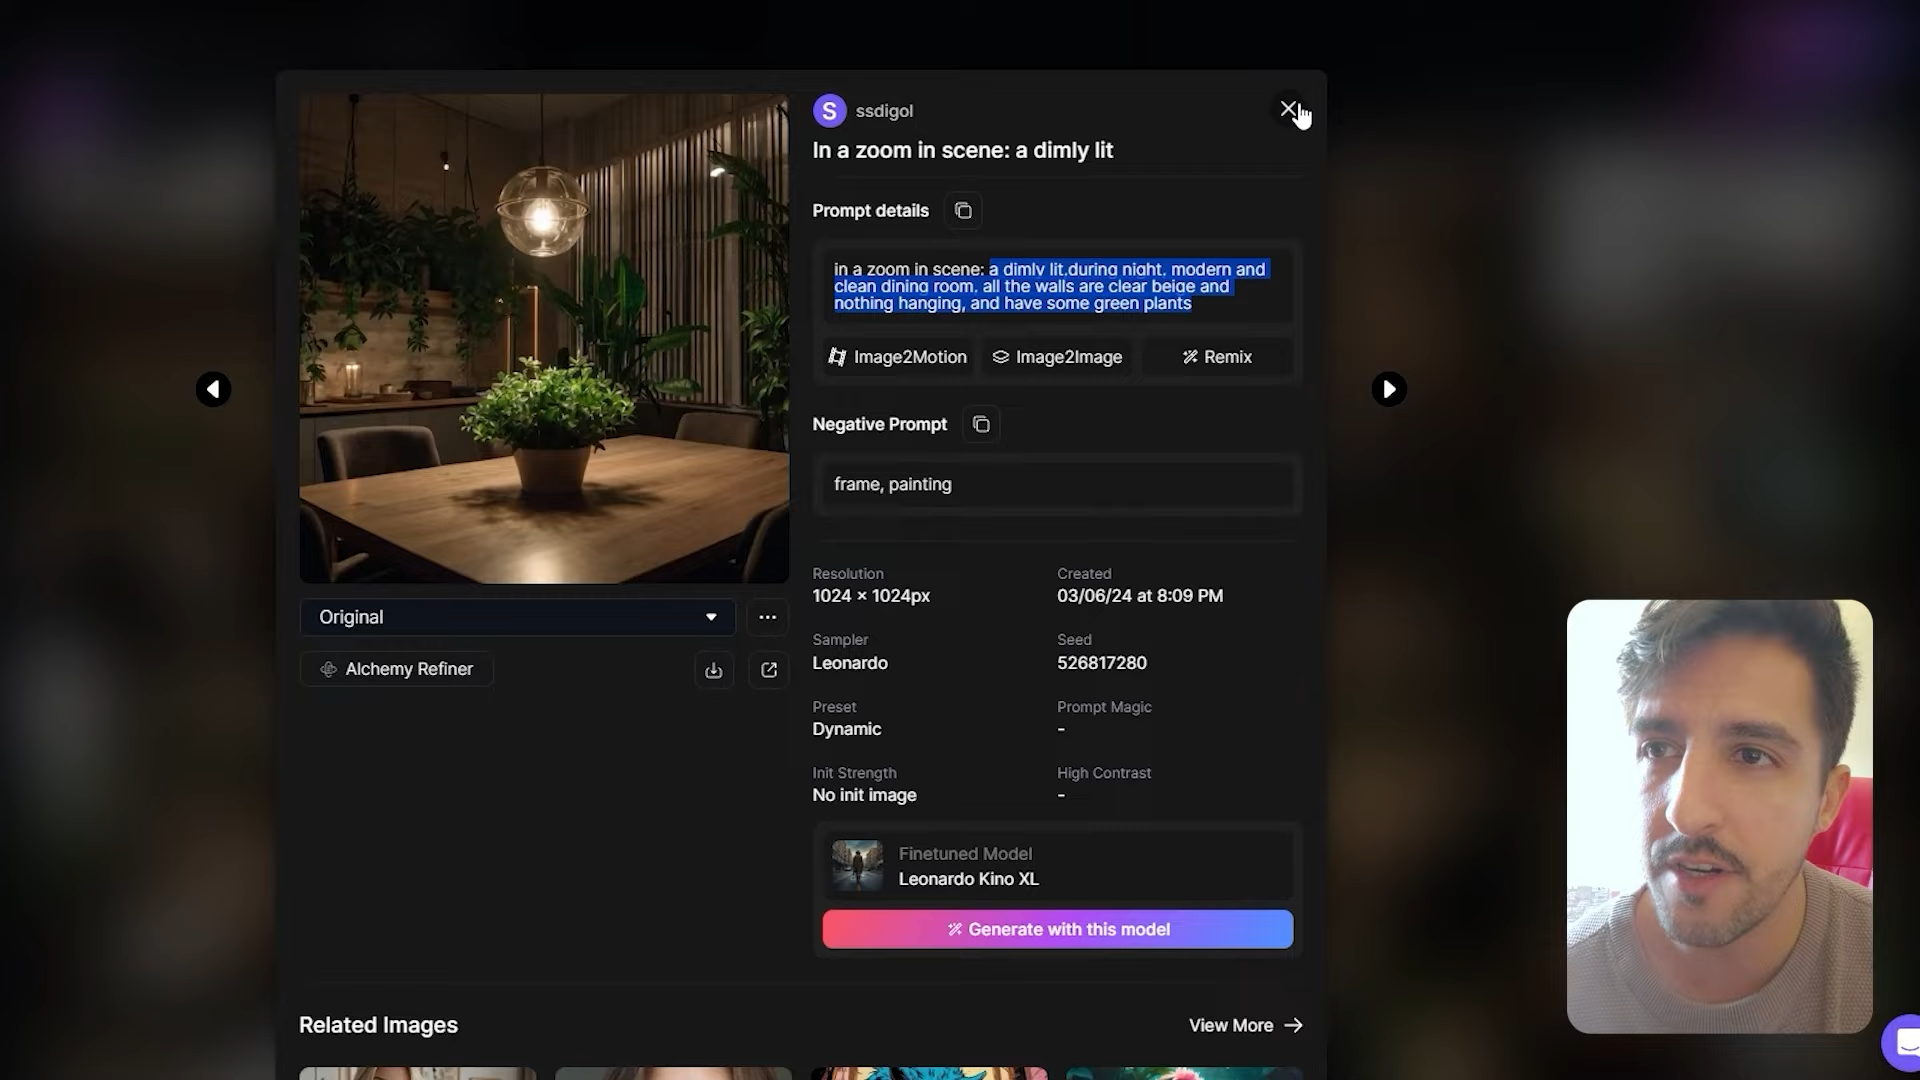 S ssdigol
In a zoom in scene: a dimly lit
Prompt details
in a zoom in scene: a dimly lit,during night, modern and
clean dining room, all the walls are clear beige and
nothing hanging, and have some green plants
Image2Motion Image2Image Remix
Negative Prompt
frame, painting
Original
Alchemy Refiner
Resolution Created
1024 × 1024px 03/06/24 at 8:09 PM
Sampler Seed
Leonardo 526817280
Preset Prompt Magic
Dynamic -
Init Strength High Contrast
No init image -
Finetuned Model
Leonardo Kino XL
Generate with this model
Related Images View More